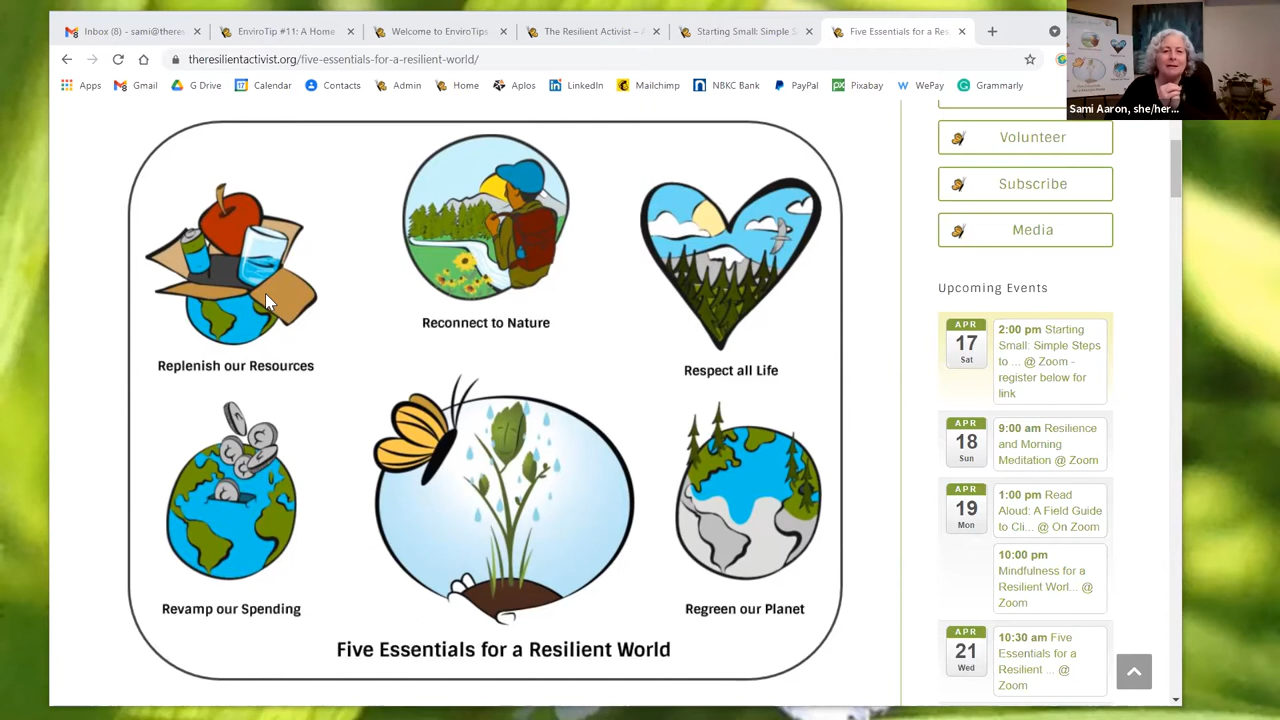 Inbox (8) - sami@theres
EnviroTip #11: A Home
Welcome to EnviroTips
The Resilient Activist – A
Starting Small: Simple S
Five Essentials for a Res
theresilientactivist.org/five-essentials-for-a-resilient-world/
Apps
Gmail
G Drive
Calendar
Contacts
Admin
Home
Aplos
LinkedIn
Mailchimp
NBKC Bank
PayPal
Pixabay
WePay
Grammarly
Sami Aaron, she/her...
Replenish our Resources
Reconnect to Nature
Respect all Life
Revamp our Spending
Regreen our Planet
Five Essentials for a Resilient World
Volunteer
Subscribe
Media
Upcoming Events
APR
17
Sat
2:00 pm Starting
Small: Simple Steps
to ... @ Zoom -
register below for
link
APR
18
Sun
9:00 am Resilience
and Morning
Meditation @ Zoom
APR
19
Mon
1:00 pm Read
Aloud: A Field Guide
to Cli... @ On Zoom
10:00 pm
Mindfulness for a
Resilient Worl... @
Zoom
APR
21
Wed
10:30 am Five
Essentials for a
Resilient ... @
Zoom